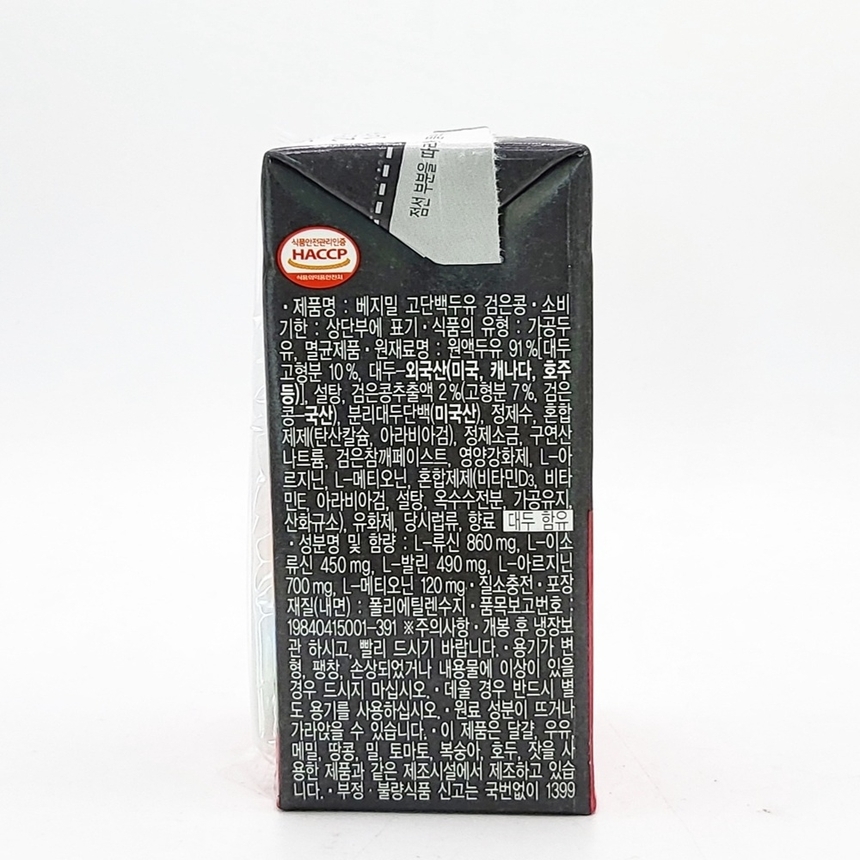 점선 부분을 따라
식품안전관리인증
HACCP
식품의약품안전처
· 제품명 : 베지밀 고단백두유 검은콩 · 소비
기한 : 상단부에 표기 · 식품의 유형 : 가공두
유, 멸균제품 · 원재료명 : 원액두유 91%[대두
고형분 10%, 대두-외국산(미국, 캐나다, 호주
등)], 설탕, 검은콩추출액 2%(고형분 7%, 검은
콩-국산), 분리대두단백(미국산), 정제수, 혼합
제제(탄산칼슘, 아라비아검), 정제소금, 구연산
나트륨, 검은참깨페이스트, 영양강화제, L-아
르지닌, L-메티오닌, 혼합제제(비타민D3, 비타
민E, 아라비아검, 설탕, 옥수수전분, 가공유지,
산화규소), 유화제, 당시럽류, 향료 대두 함유
· 성분명 및 함량 : L-류신 860 mg, L-이소
류신 450 mg, L-발린 490 mg, L-아르지닌
700 mg, L-메티오닌 120 mg · 질소충전 · 포장
재질(내면) : 폴리에틸렌수지 · 품목보고번호 :
19840415001-391 ※주의사항 · 개봉 후 냉장보
관 하시고, 빨리 드시기 바랍니다. · 용기가 변
형, 팽창, 손상되었거나 내용물에 이상이 있을
경우 드시지 마십시오. · 데울 경우 반드시 별
도 용기를 사용하십시오. · 원료 성분이 뜨거나
가라앉을 수 있습니다. · 이 제품은 달걀, 우유,
메밀, 땅콩, 밀, 토마토, 복숭아, 호두, 잣을 사
용한 제품과 같은 제조시설에서 제조하고 있습
니다. · 부정·불량식품 신고는 국번없이 1399